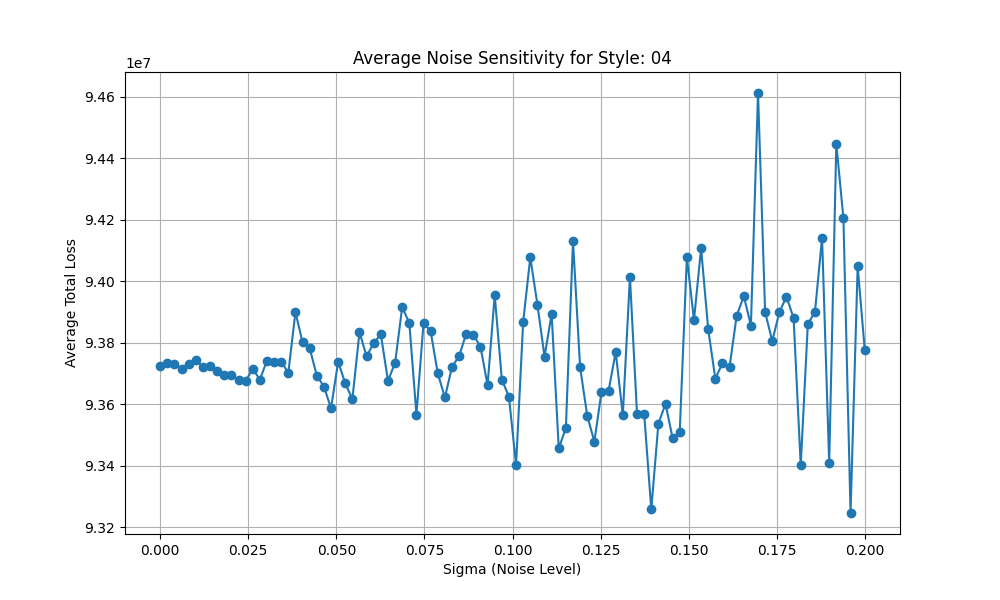 Average Noise Sensitivity for Style: 04
1e7
9.46
9.44
9.42
9.40
9.38
9.36
9.34
9.32
Average Total Loss
0.000 0.025 0.050 0.075 0.100 0.125 0.150 0.175 0.200
Sigma (Noise Level)